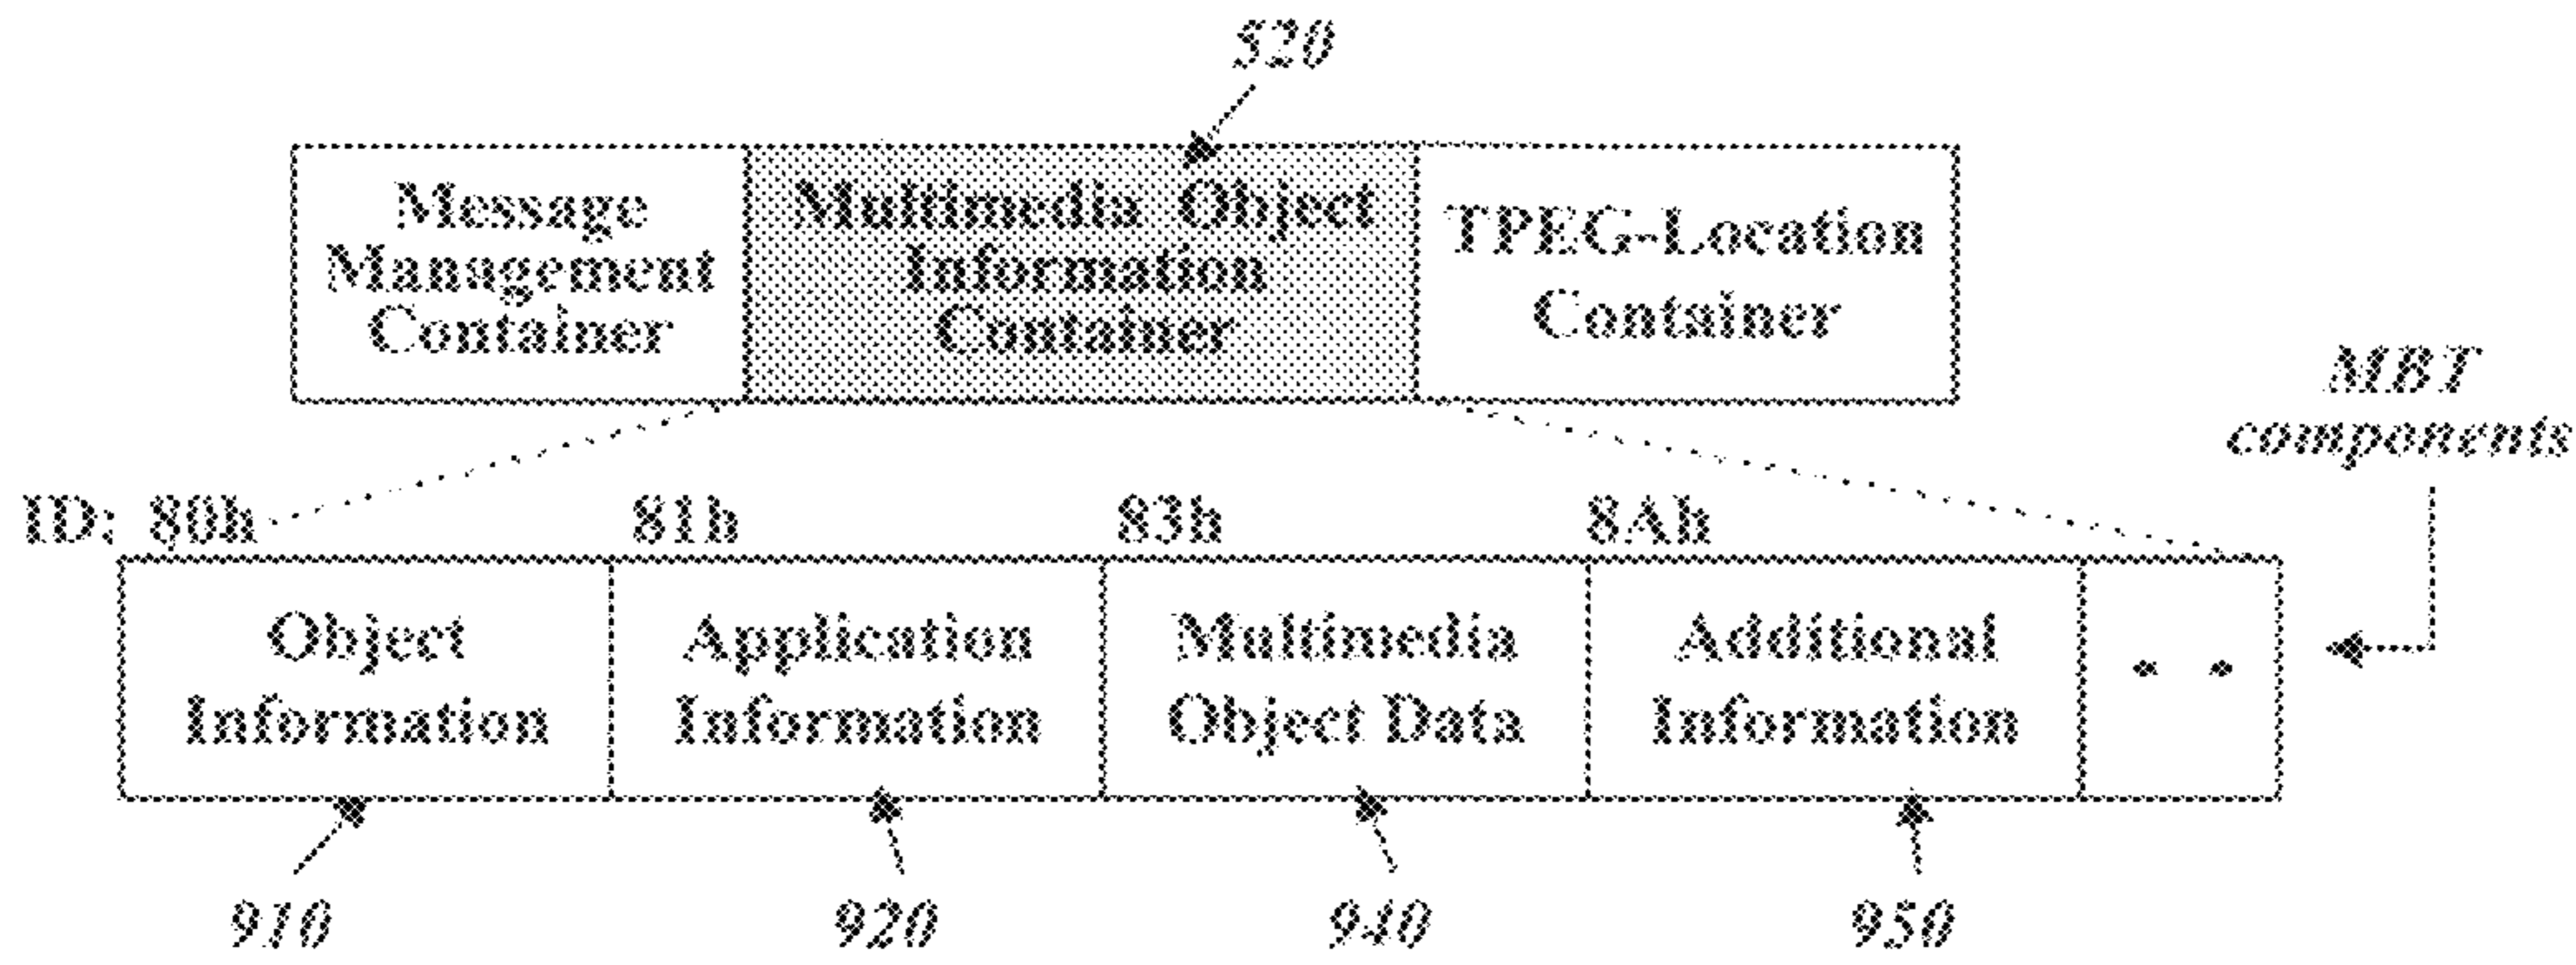 520
Message
Management
Container
Multimedia Object
Information
Container
TPEG-Location
Container
MBT
components
ID: 80h
81h
83h
8Ah
Object
Information
Application
Information
Multimedia
Object Data
Additional
Information
910
920
940
950